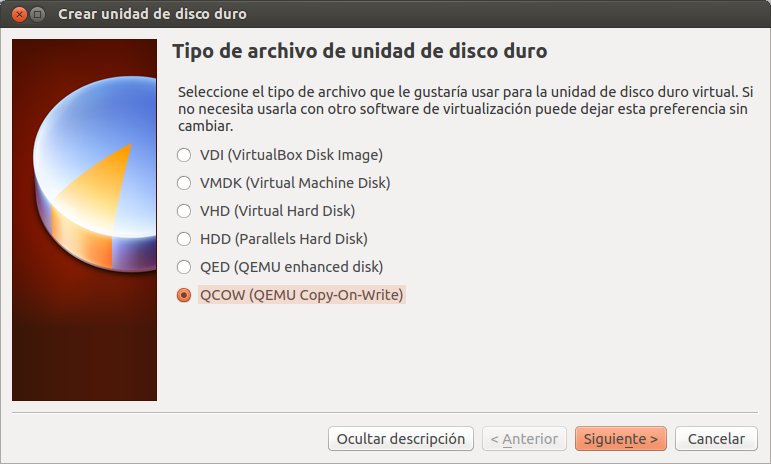 Crear unidad de disco duro
Tipo de archivo de unidad de disco duro
Seleccione el tipo de archivo que le gustaría usar para la unidad de disco duro virtual. Si
no necesita usarla con otro software de virtualización puede dejar esta preferencia sin
cambiar.
VDI (VirtualBox Disk Image)
VMDK (Virtual Machine Disk)
VHD (Virtual Hard Disk)
HDD (Parallels Hard Disk)
QED (QEMU enhanced disk)
QCOW (QEMU Copy-On-Write)
Ocultar descripción
< Anterior
Siguiente >
Cancelar